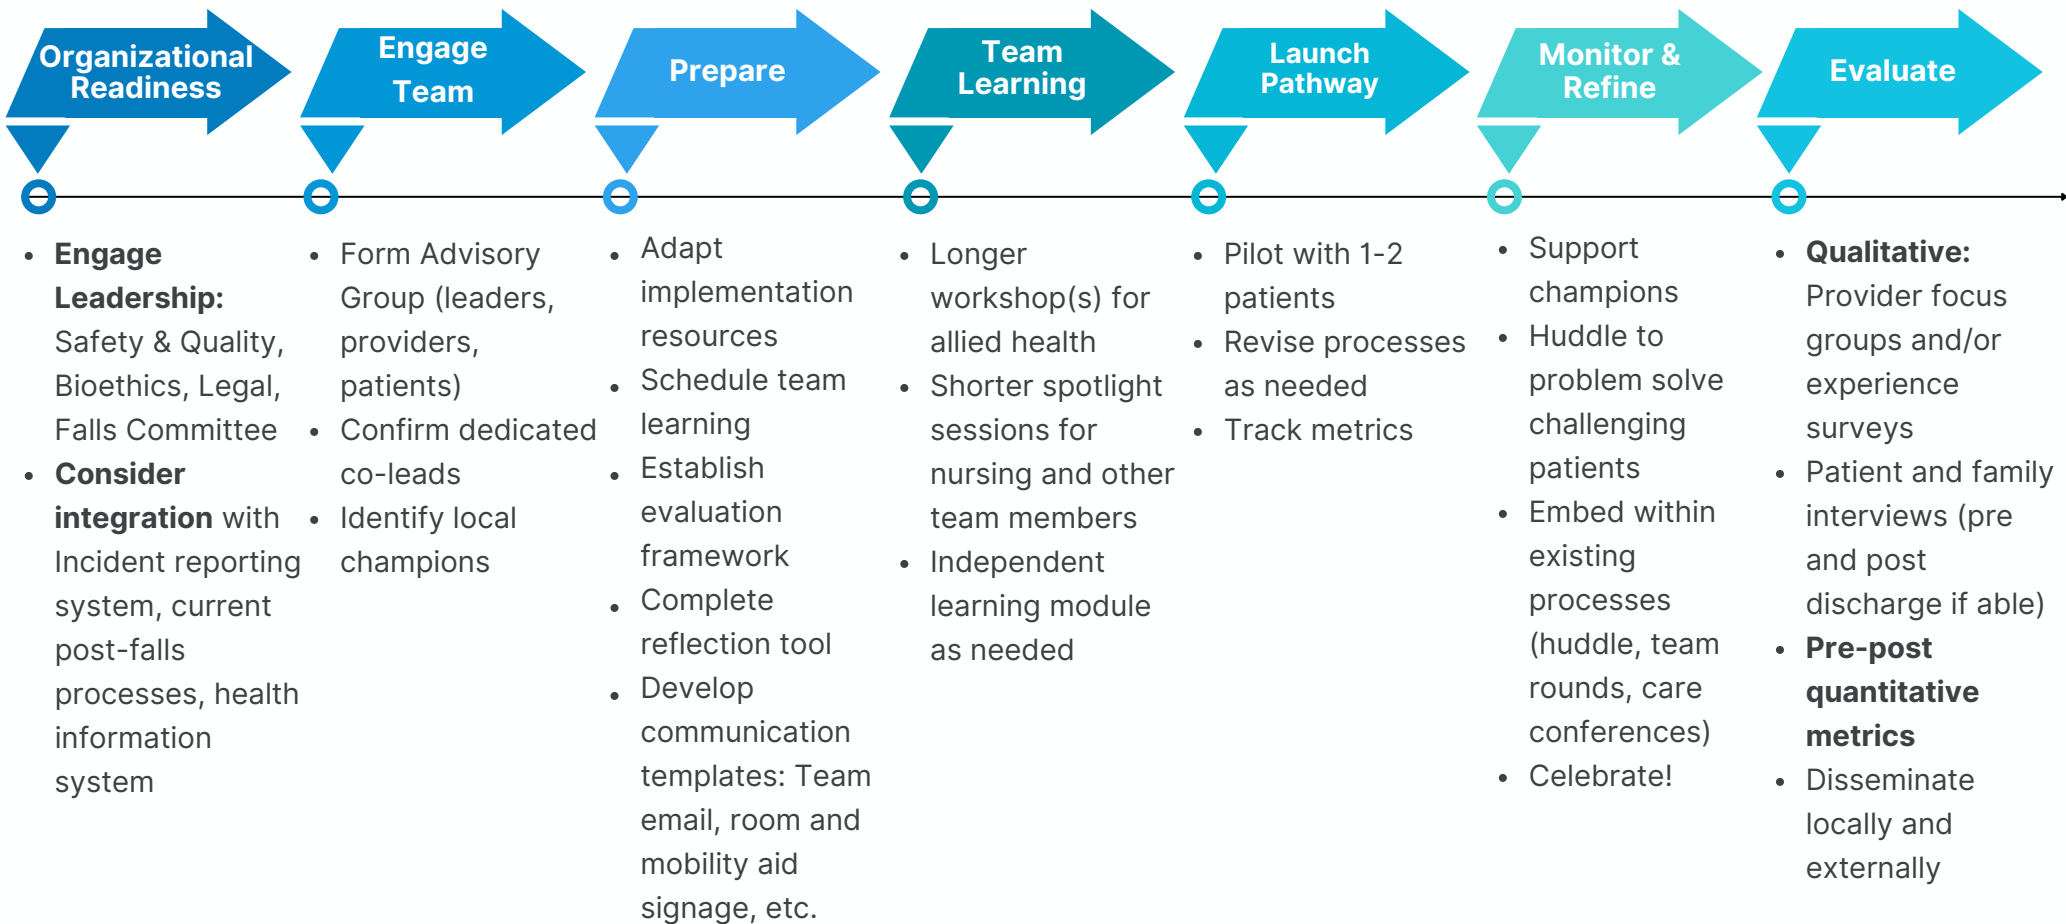 Organizational
Readiness
Engage
Team
Prepare
Team
Learning
Launch
Pathway
Monitor &
Refine
Evaluate
• Engage
Leadership:
Safety & Quality,
Bioethics, Legal,
Falls Committee
• Consider
integration with
Incident reporting
system, current
post-falls
processes, health
information
system
• Form Advisory
Group (leaders,
providers,
patients)
• Confirm dedicated
co-leads
• Identify local
champions
• Adapt
implementation
resources
• Schedule team
learning
• Establish
evaluation
framework
• Complete
reflection tool
• Develop
communication
templates: Team
email, room and
mobility aid
signage, etc.
• Longer
workshop(s) for
allied health
• Shorter spotlight
sessions for
nursing and other
team members
• Independent
learning module
as needed
• Pilot with 1-2
patients
• Revise processes
as needed
• Track metrics
• Support
champions
• Huddle to
problem solve
challenging
patients
• Embed within
existing
processes
(huddle, team
rounds, care
conferences)
• Celebrate!
• Qualitative:
Provider focus
groups and/or
experience
surveys
• Patient and family
interviews (pre
and post
discharge if able)
• Pre-post
quantitative
metrics
• Disseminate
locally and
externally